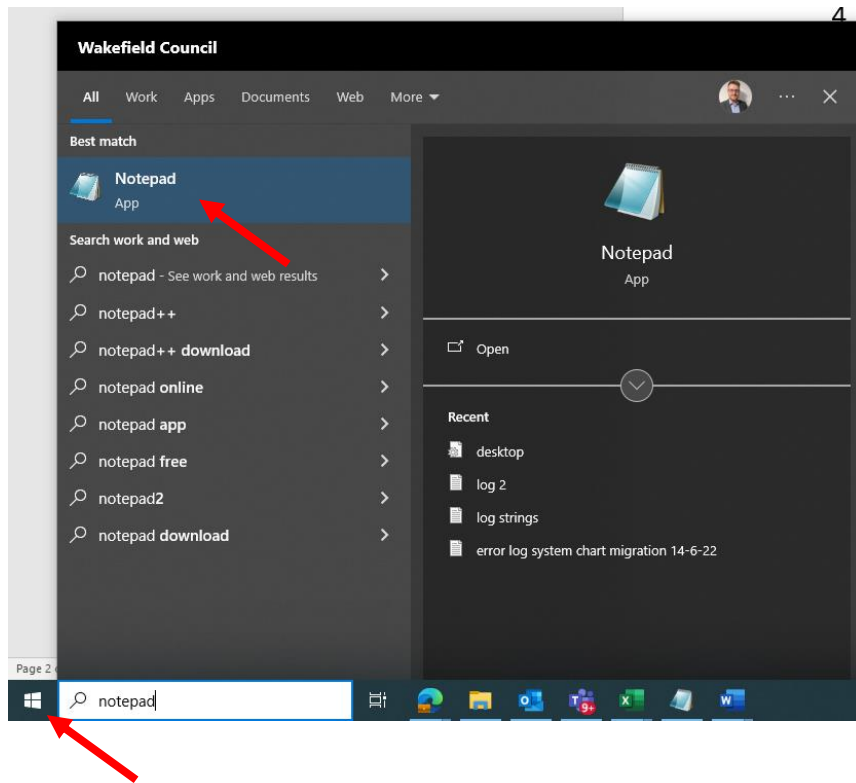 4
Wakefield Council
All Work Apps Documents Web More
Best match
Notepad
App
Search work and web
notepad - See work and web results
notepad++
notepad++ download
notepad online
notepad app
notepad free
notepad2
notepad download
Notepad
App
Open
Recent
desktop
log 2
log strings
error log system chart migration 14-6-22
Page 2
notepad
9+